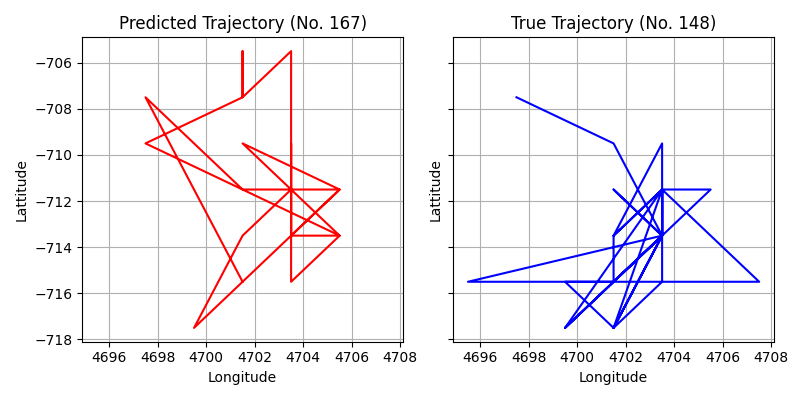 Predicted Trajectory (No. 167)
True Trajectory (No. 148)
−706
−708
−710
−712
−714
−716
−718
Lattitude
Lattitude
4696 4698 4700 4702 4704 4706 4708
4696 4698 4700 4702 4704 4706 4708
Longitude
Longitude